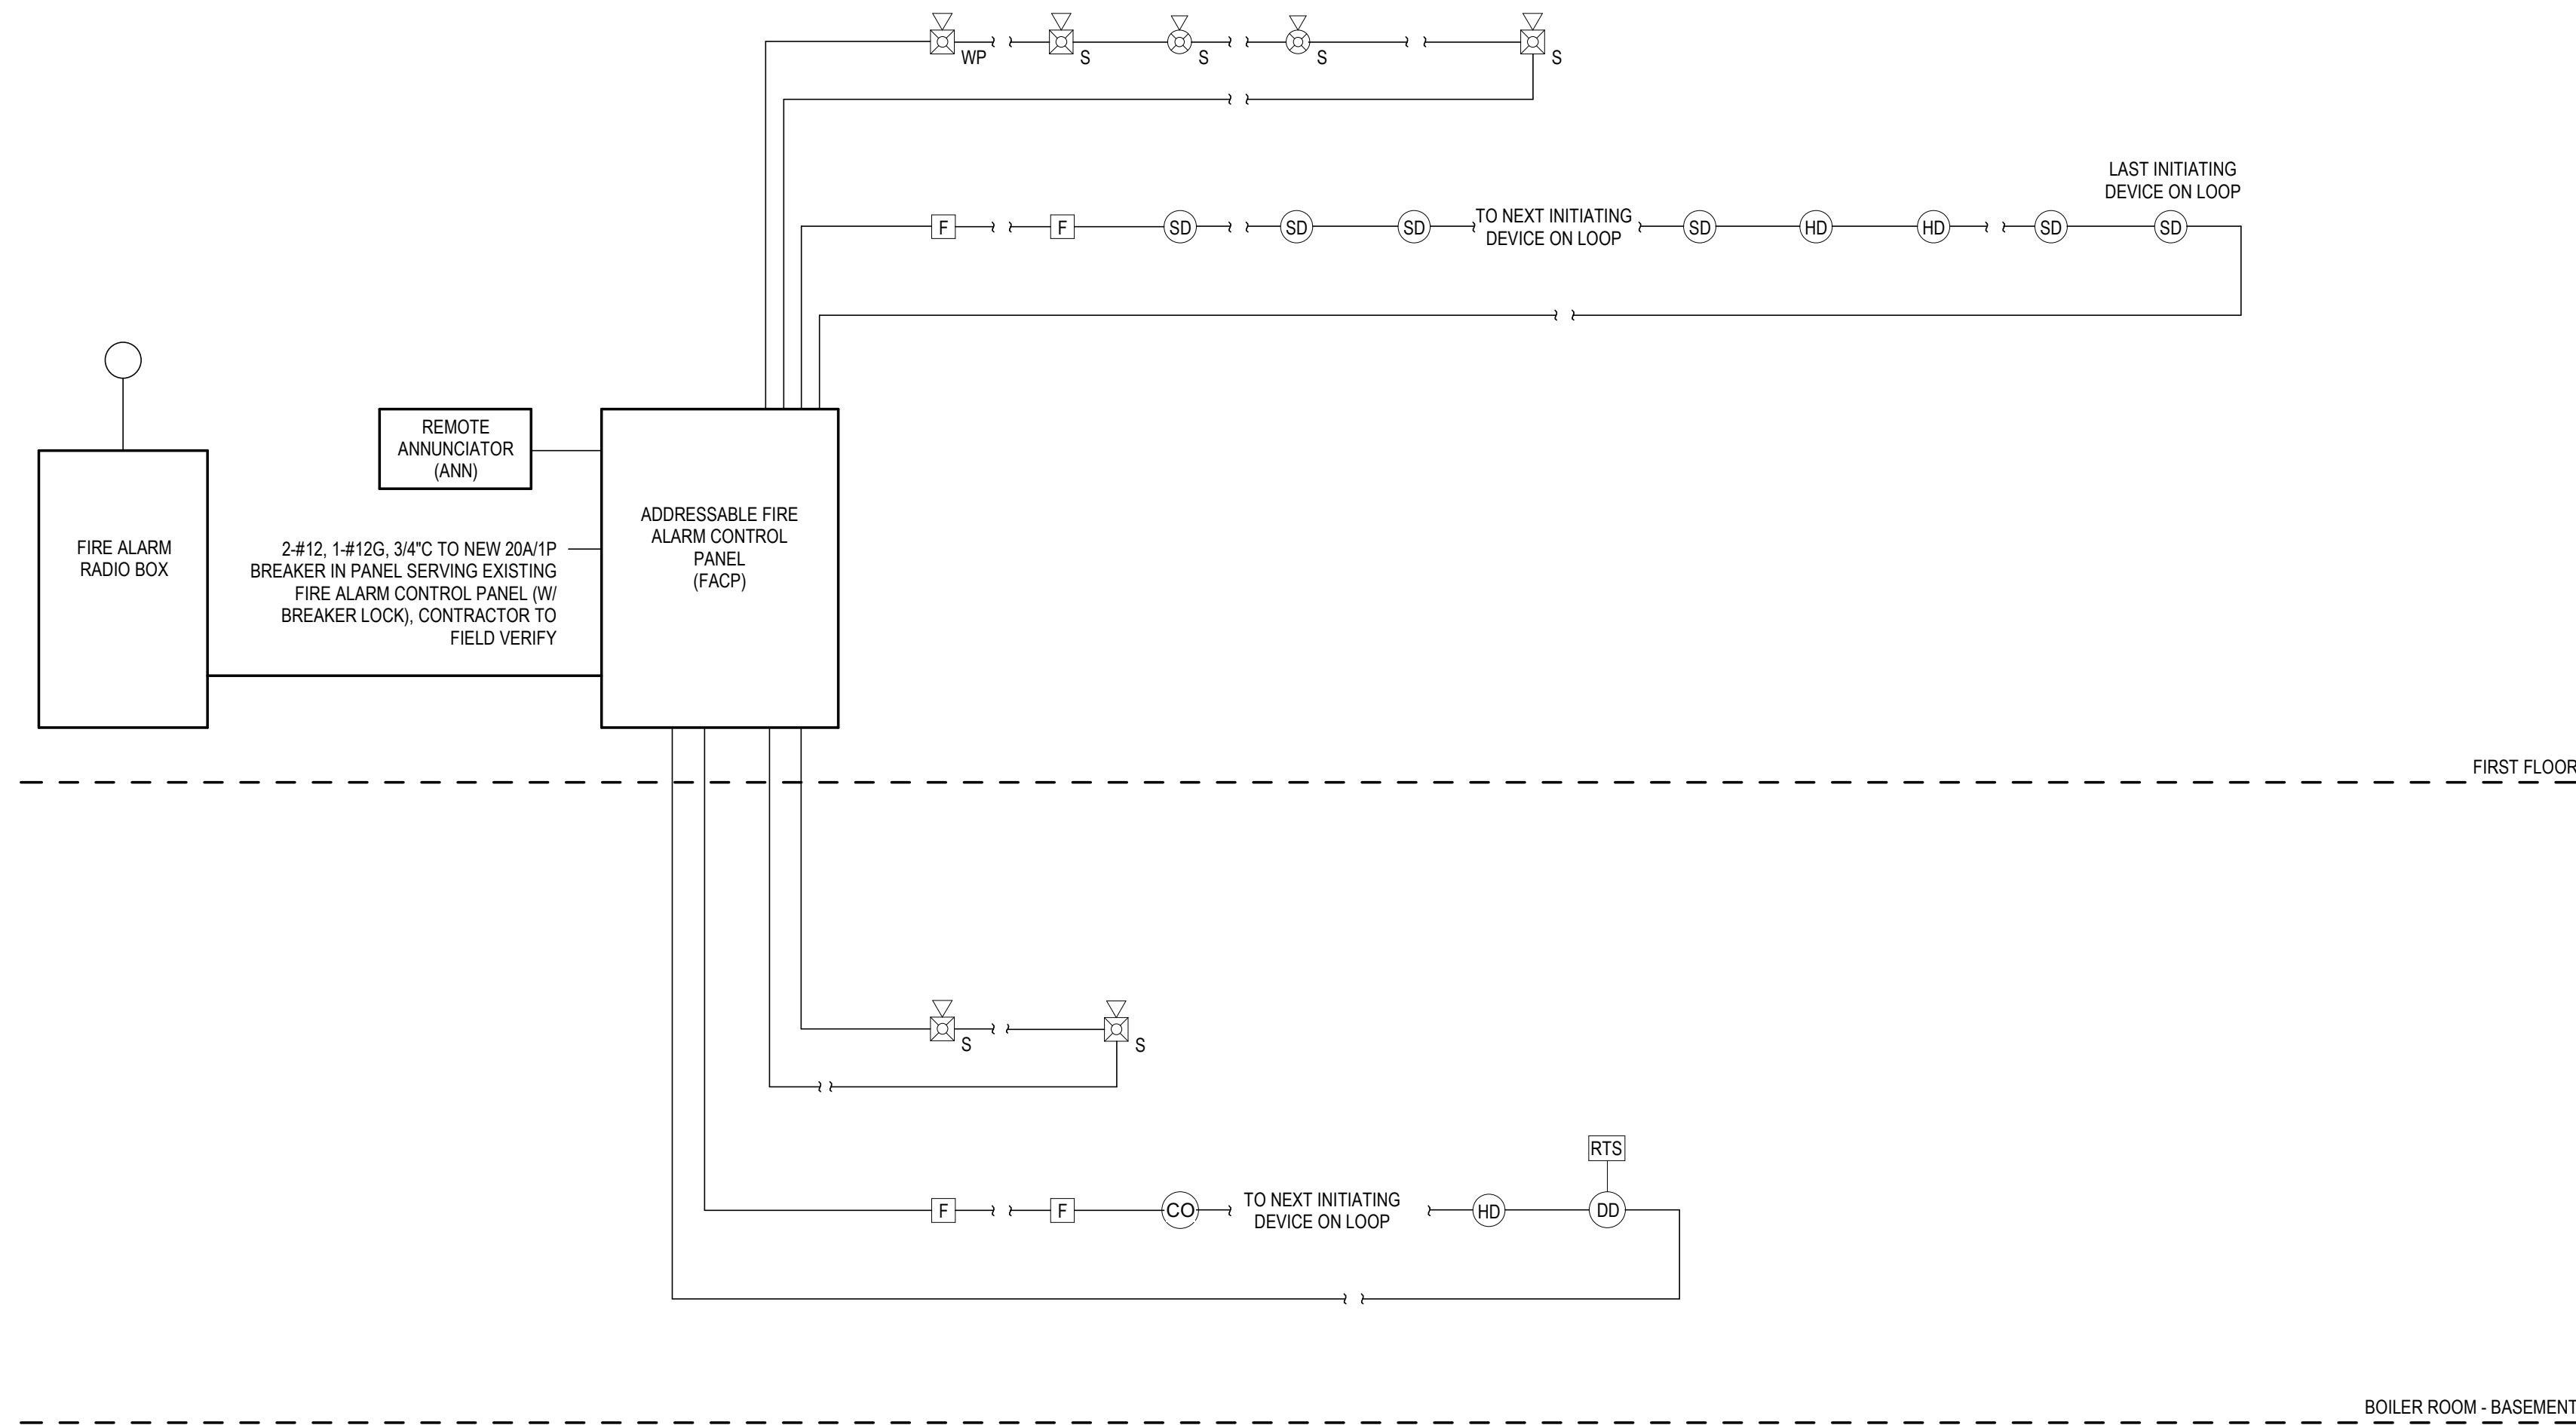 WP
S
S
S
S
LAST INITIATING
DEVICE ON LOOP
F
F
SD
SD
SD
TO NEXT INITIATING
DEVICE ON LOOP
SD
HD
HD
SD
SD
REMOTE
ANNUNCIATOR
(ANN)
ADDRESSABLE FIRE
ALARM CONTROL
PANEL
(FACP)
FIRE ALARM
RADIO BOX
2-#12, 1-#12G, 3/4"C TO NEW 20A/1P
BREAKER IN PANEL SERVING EXISTING
FIRE ALARM CONTROL PANEL (W/
BREAKER LOCK), CONTRACTOR TO
FIELD VERIFY
FIRST FLOOR
S
S
RTS
F
F
CO
TO NEXT INITIATING
DEVICE ON LOOP
HD
DD
BOILER ROOM - BASEMENT